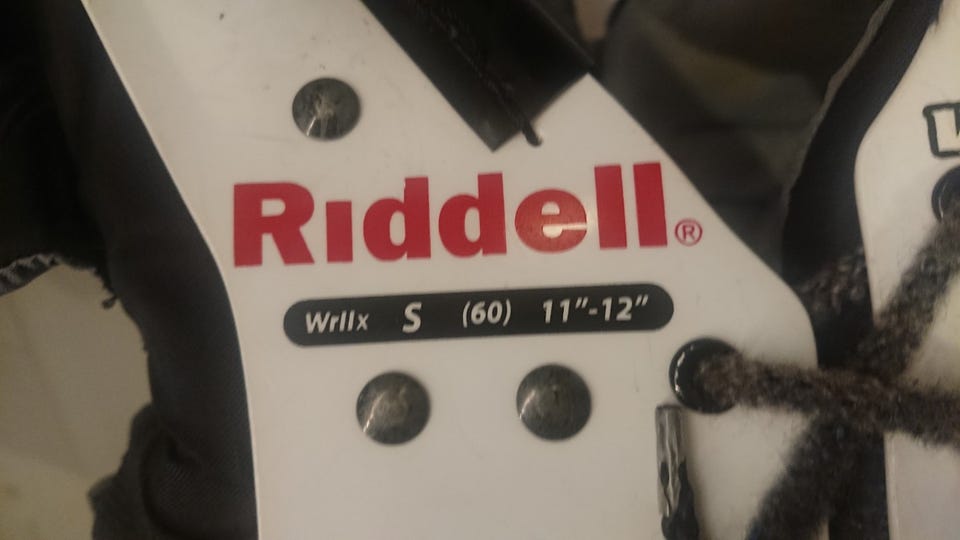 Riddell®
Wrllx S (60) 11"-12"